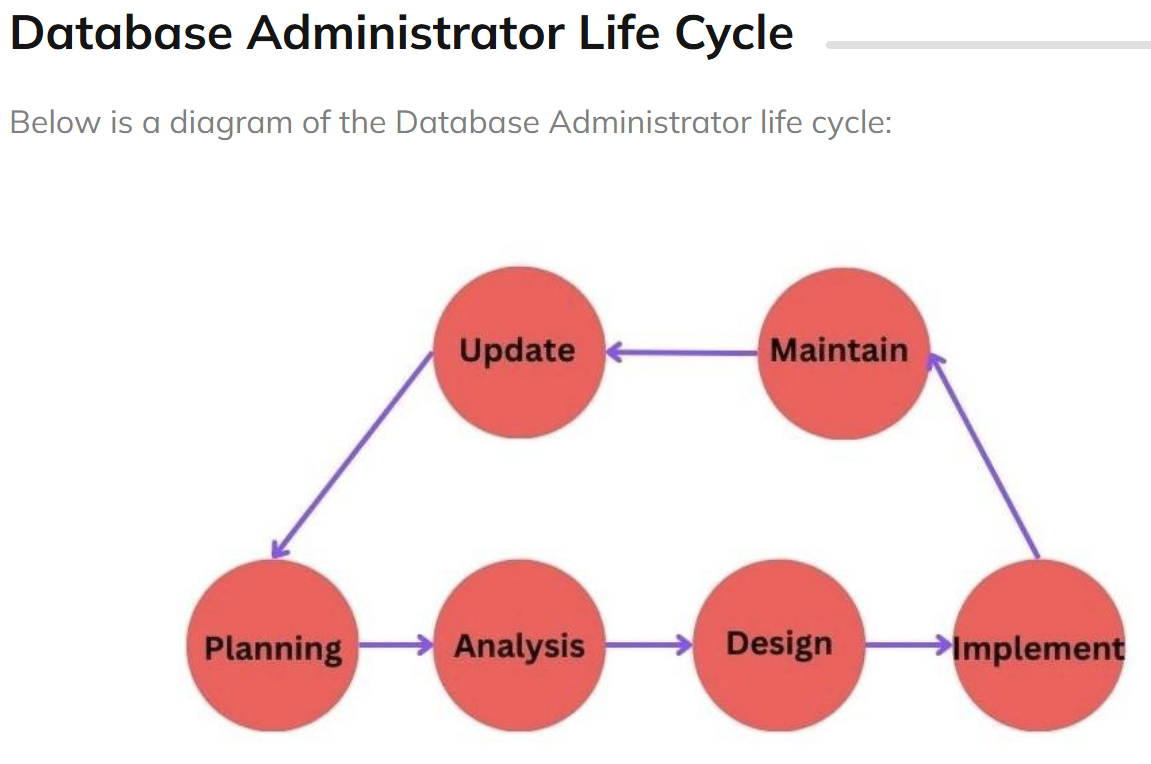 Database Administrator Life Cycle
Below is a diagram of the Database Administrator life cycle:
Update
Maintain
Planning
Analysis
Design
Implement